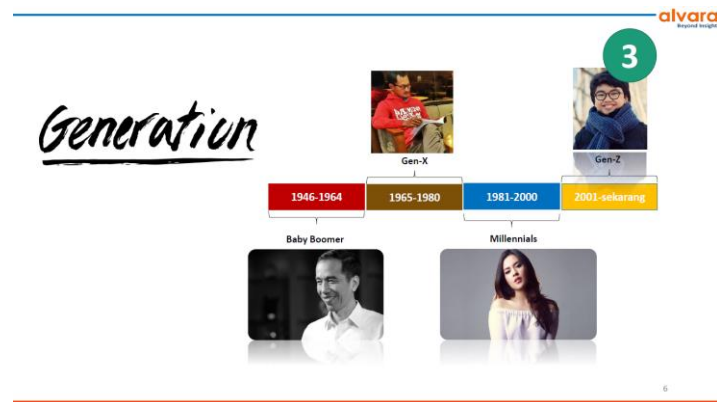 alvara
Beyond Insight
3
Generation
Gen-X
Gen-Z
1946-1964
1965-1980
1981-2000
2001-sekarang
Baby Boomer
Millennials
6